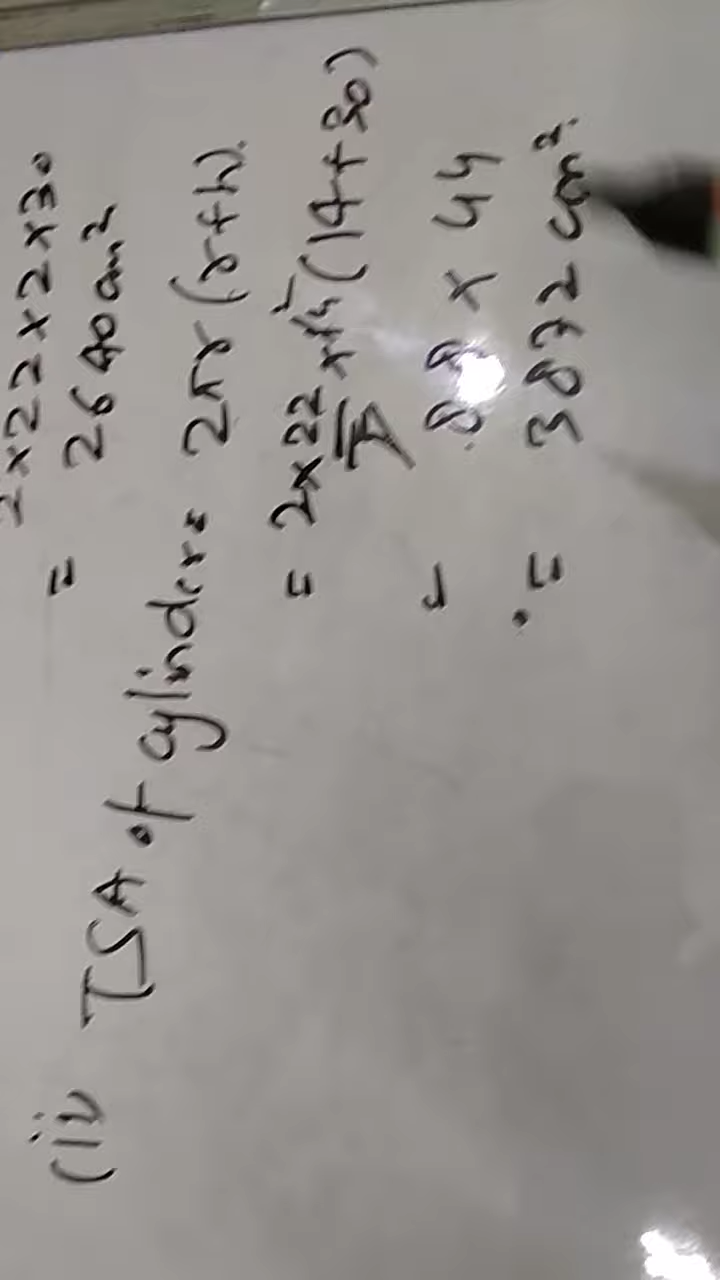 2×22×2×30
= 2640 cm²
(ii) TSA of cylinder = 2πr(r+h).
= 2×22/7 ×14 2 (14+30)
= 88 × 44
= 3872 cm².